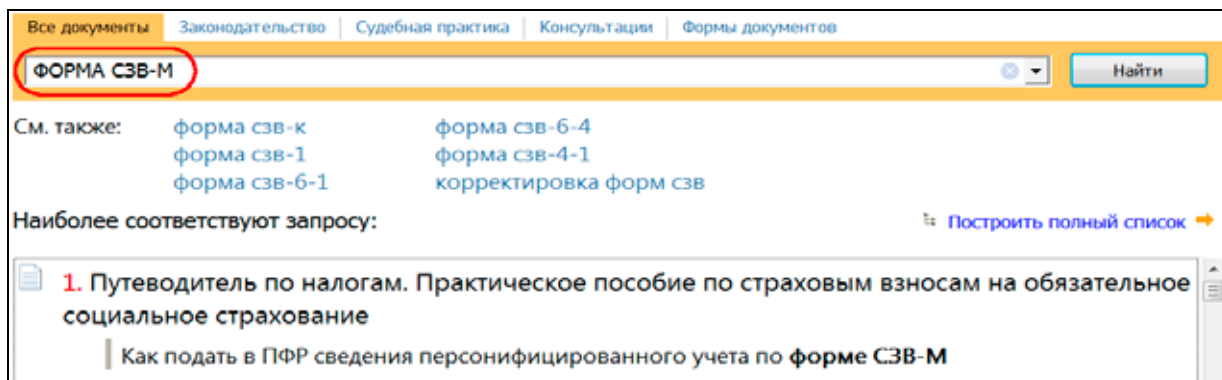 Все документы Законодательство Судебная практика Консультации Формы документов
ФОРМА СЗВ-М Найти
См. также: форма сзв-к форма сзв-6-4
форма сзв-1 форма сзв-4-1
форма сзв-6-1 корректировка форм сзв
Наиболее соответствуют запросу: Построить полный список
1. Путеводитель по налогам. Практическое пособие по страховым взносам на обязательное
социальное страхование
Как подать в ПФР сведения персонифицированного учета по форме СЗВ-М